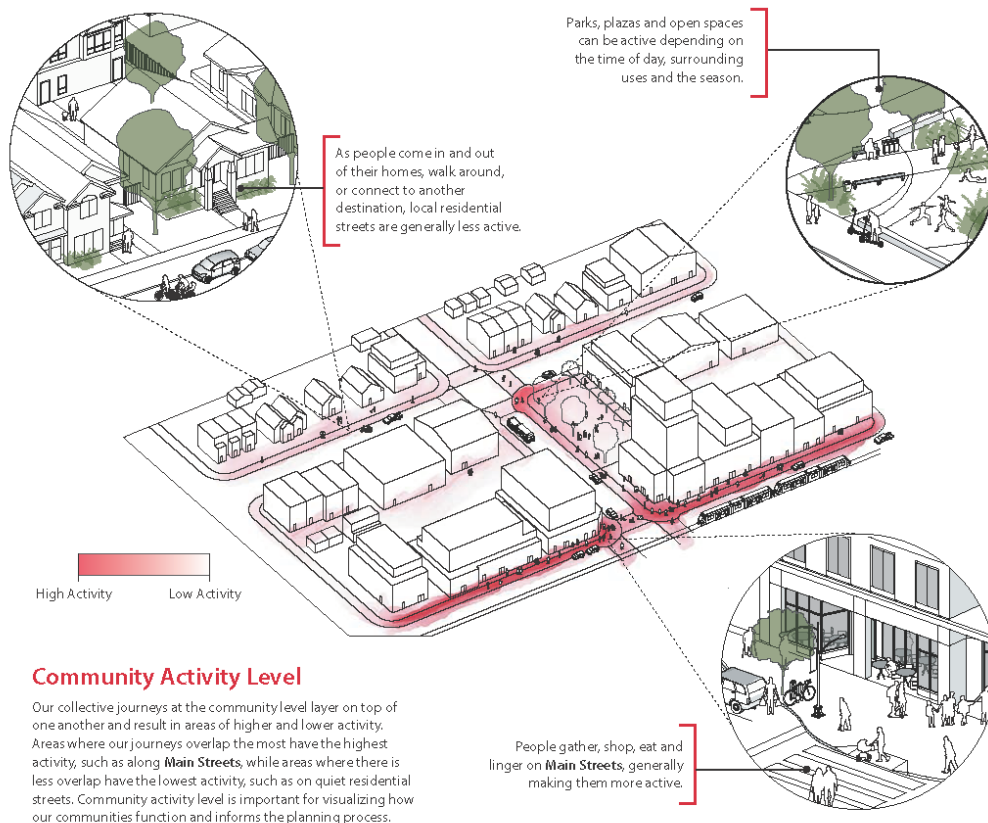 Parks, plazas and open spaces
can be active depending on
the time of day, surrounding
uses and the season.
As people come in and out
of their homes, walk around,
or connect to another
destination, local residential
streets are generally less active.
High Activity
Low Activity
Community Activity Level
Our collective journeys at the community level layer on top of
one another and result in areas of higher and lower activity.
Areas where our journeys overlap the most have the highest
activity, such as along Main Streets, while areas where there is
less overlap have the lowest activity, such as on quiet residential
streets. Community activity level is important for visualizing how
our communities function and informs the planning process.
People gather, shop, eat and
linger on Main Streets, generally
making them more active.